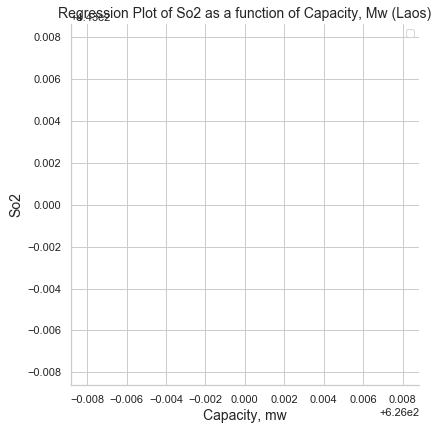 Regression Plot of So2 as a function of Capacity, Mw (Laos)
0.008
0.006
0.004
0.002
0.000
−0.002
−0.004
−0.006
−0.008
So2
−0.008 −0.006 −0.004 −0.002 0.000 0.002 0.004 0.006 0.008
Capacity, mw
+6.26e2